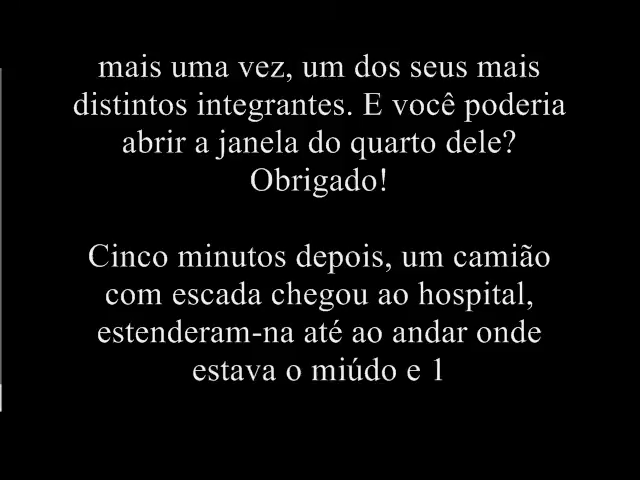 mais uma vez, um dos seus mais
distintos integrantes. E você poderia
abrir a janela do quarto dele?
Obrigado!
Cinco minutos depois, um camião
com escada chegou ao hospital,
estenderam-na até ao andar onde
estava o miúdo e 1